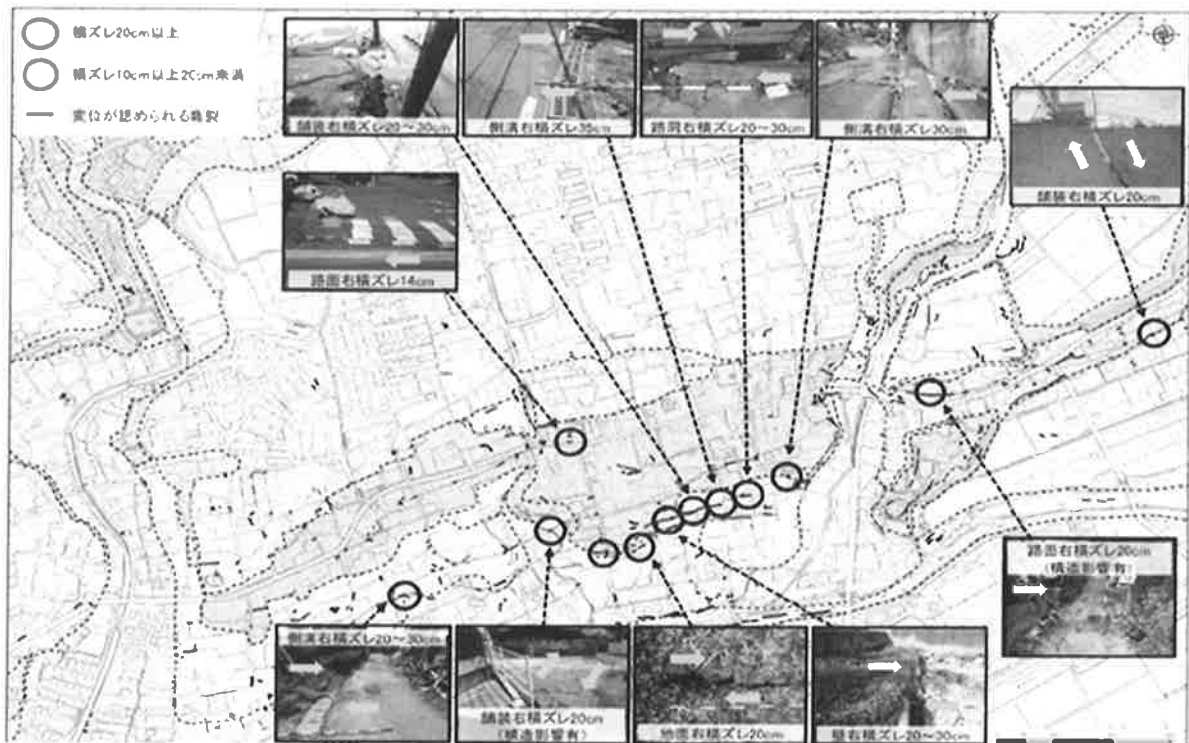 横ズレ20cm以上
横ズレ10cm以上20cm未満
変位が認められる亀裂
舗装右横ズレ20～30cm
側溝右横ズレ35cm
路洞右横ズレ20～30cm
側溝右横ズレ30cm
舗装右横ズレ20cm
路面右横ズレ14cm
路面右横ズレ20cm
(構造影響有)
側溝右横ズレ20～30cm
舗装右横ズレ20cm
(構造影響有)
地面右横ズレ20cm
壁右横ズレ20～30cm